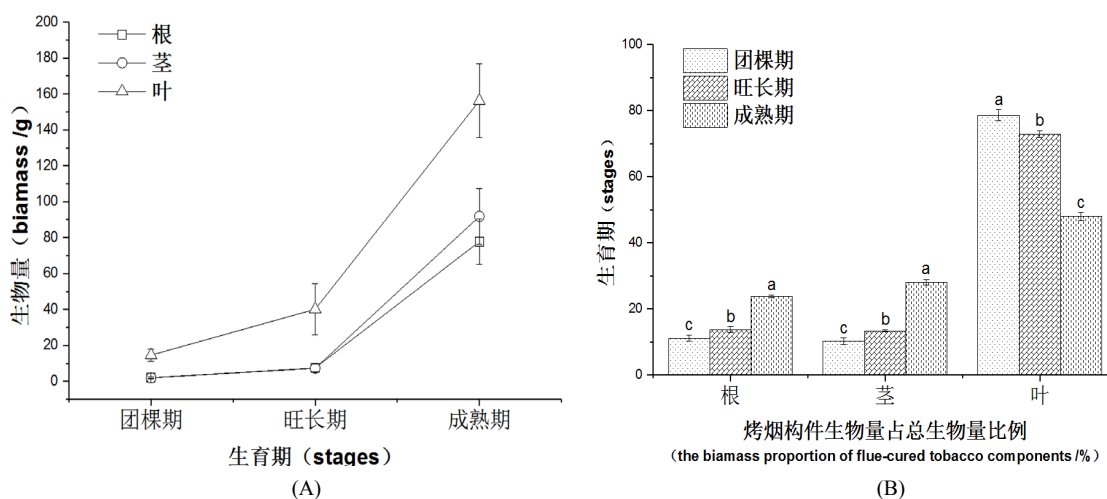 200
180
160
140
120
100
80
60
40
20
0
生物量（biamass /g）
根
茎
叶
团棵期 旺长期 成熟期
生育期（stages）
(A)
100
80
60
40
20
0
生育期（stages）
团棵期
旺长期
成熟期
c b a c b a a b c
根 茎 叶
烤烟构件生物量占总生物量比例
（the biamass proportion of flue-cured tobacco components /%）
(B)